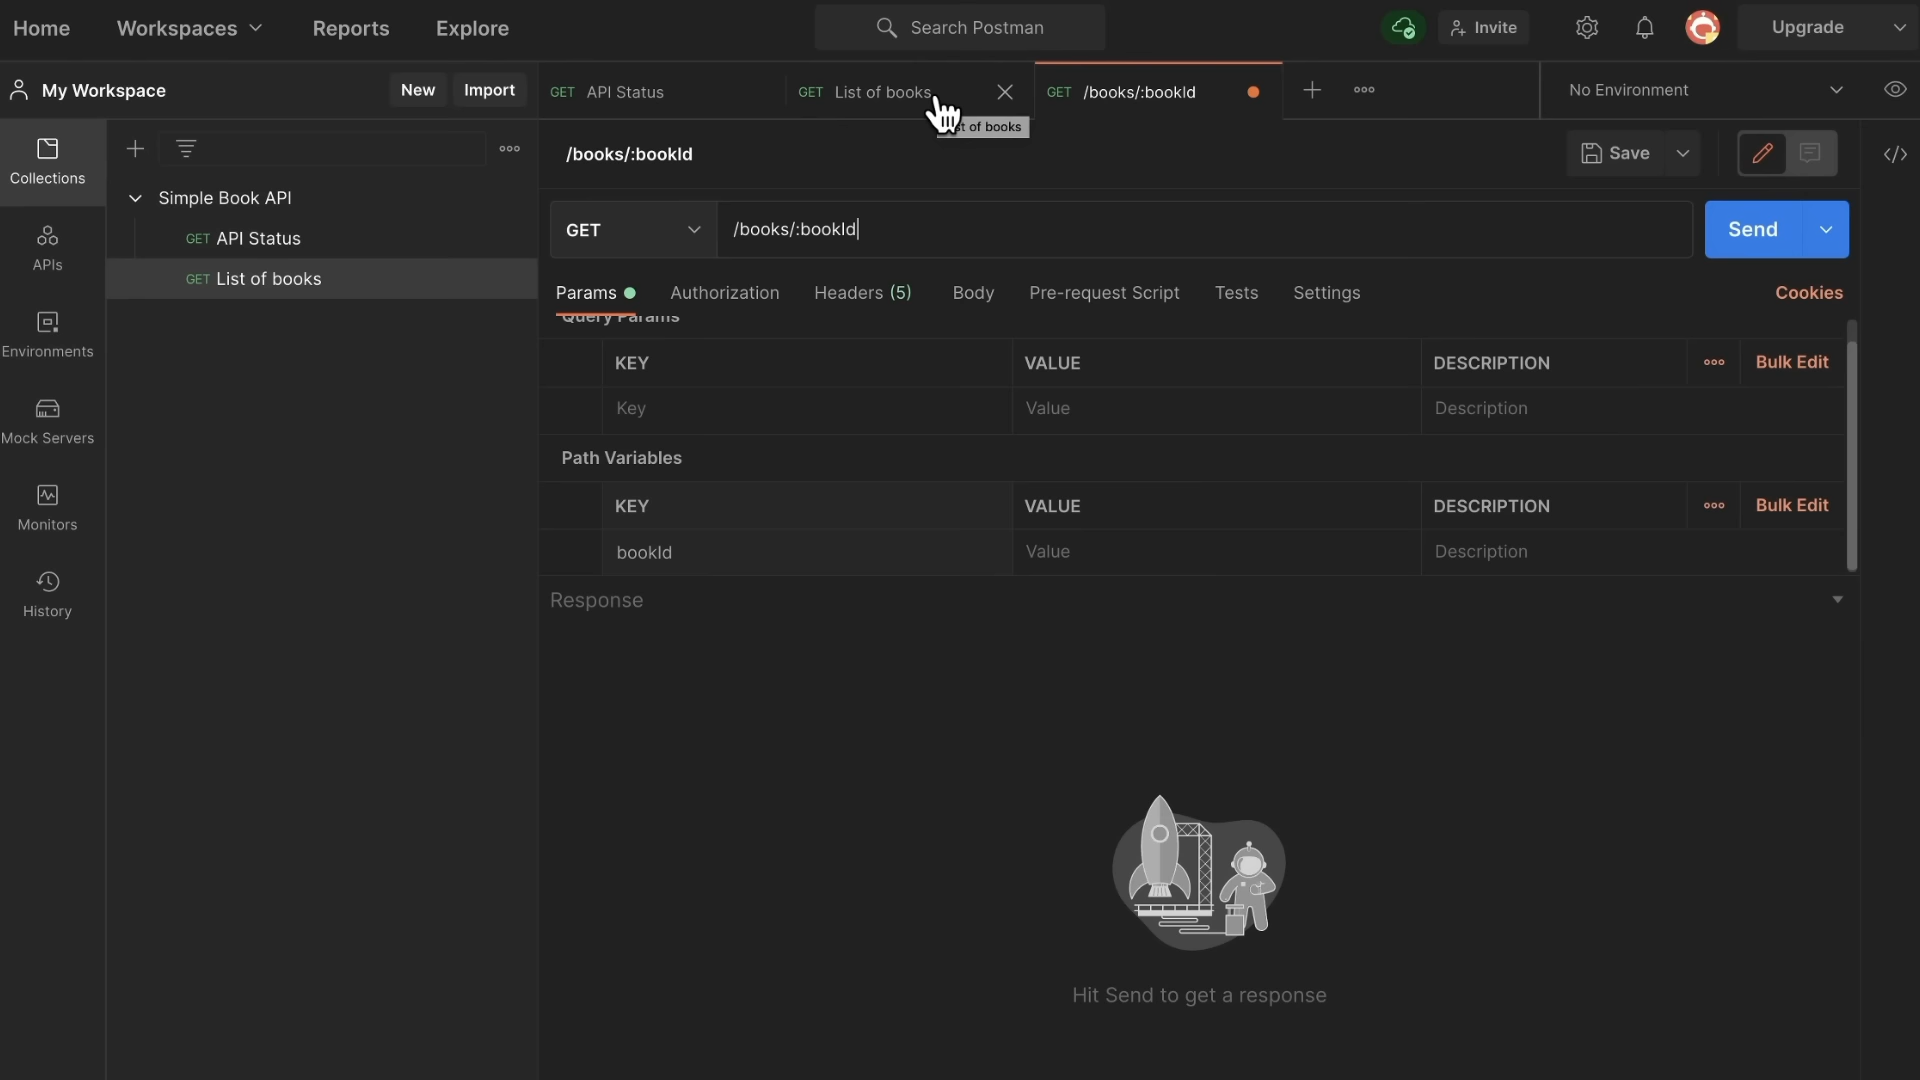 Home Workspaces Reports Explore Search Postman Invite Upgrade
My Workspace New Import GET API Status GET List of books GET /books/:bookId No Environment
of books
/books/:bookId Save
Collections
Simple Book API
GET API Status
GET List of books
APIs
Environments
Mock Servers
Monitors
History
GET /books/:bookId Send
Params Authorization Headers (5) Body Pre-request Script Tests Settings Cookies
Query Params
KEY VALUE DESCRIPTION Bulk Edit
Key Value Description
Path Variables
KEY VALUE DESCRIPTION Bulk Edit
bookId Value Description
Response
Hit Send to get a response